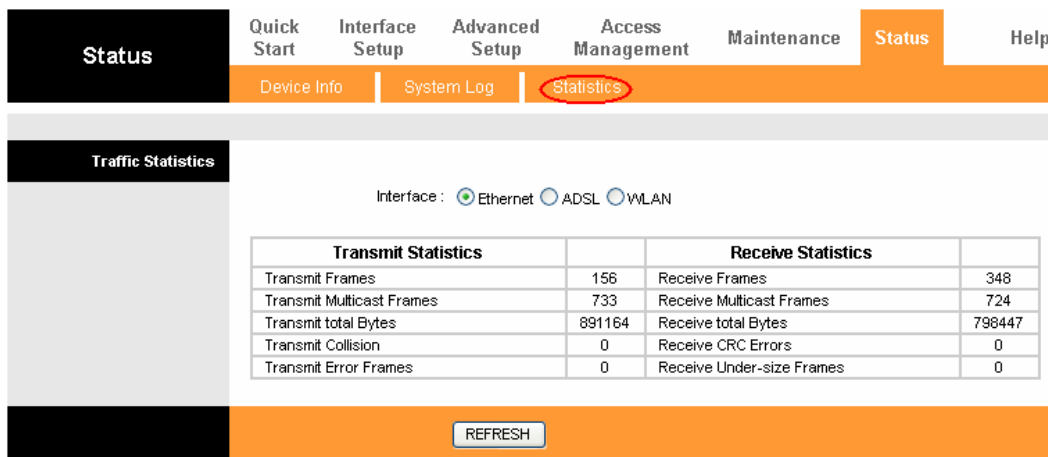 Status
Quick Start
Interface Setup
Advanced Setup
Access Management
Maintenance
Status
Help
Device Info
System Log
Statistics
Traffic Statistics
Interface : Ethernet ADSL WLAN
Transmit Statistics Receive Statistics
Transmit Frames 156 Receive Frames 348
Transmit Multicast Frames 733 Receive Multicast Frames 724
Transmit total Bytes 891164 Receive total Bytes 798447
Transmit Collision 0 Receive CRC Errors 0
Transmit Error Frames 0 Receive Under-size Frames 0
REFRESH